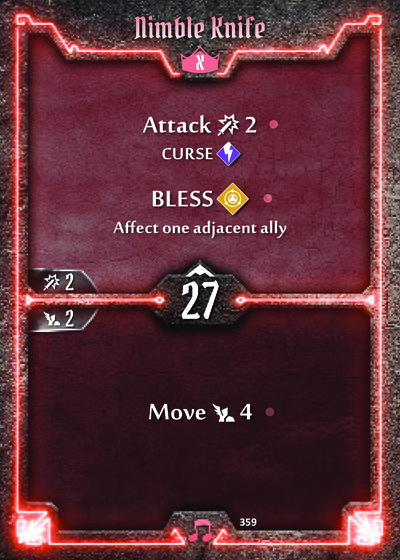 Nimble Knife
X
Attack 2
CURSE
BLESS
Affect one adjacent ally
2
27
2
Move 4
359